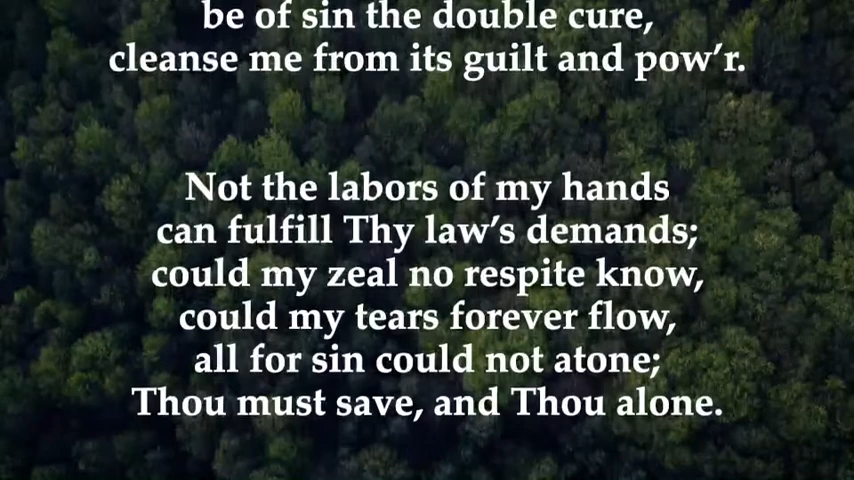 be of sin the double cure,
cleanse me from its guilt and pow’r.
Not the labors of my hands
can fulfill Thy law’s demands;
could my zeal no respite know,
could my tears forever flow,
all for sin could not atone;
Thou must save, and Thou alone.